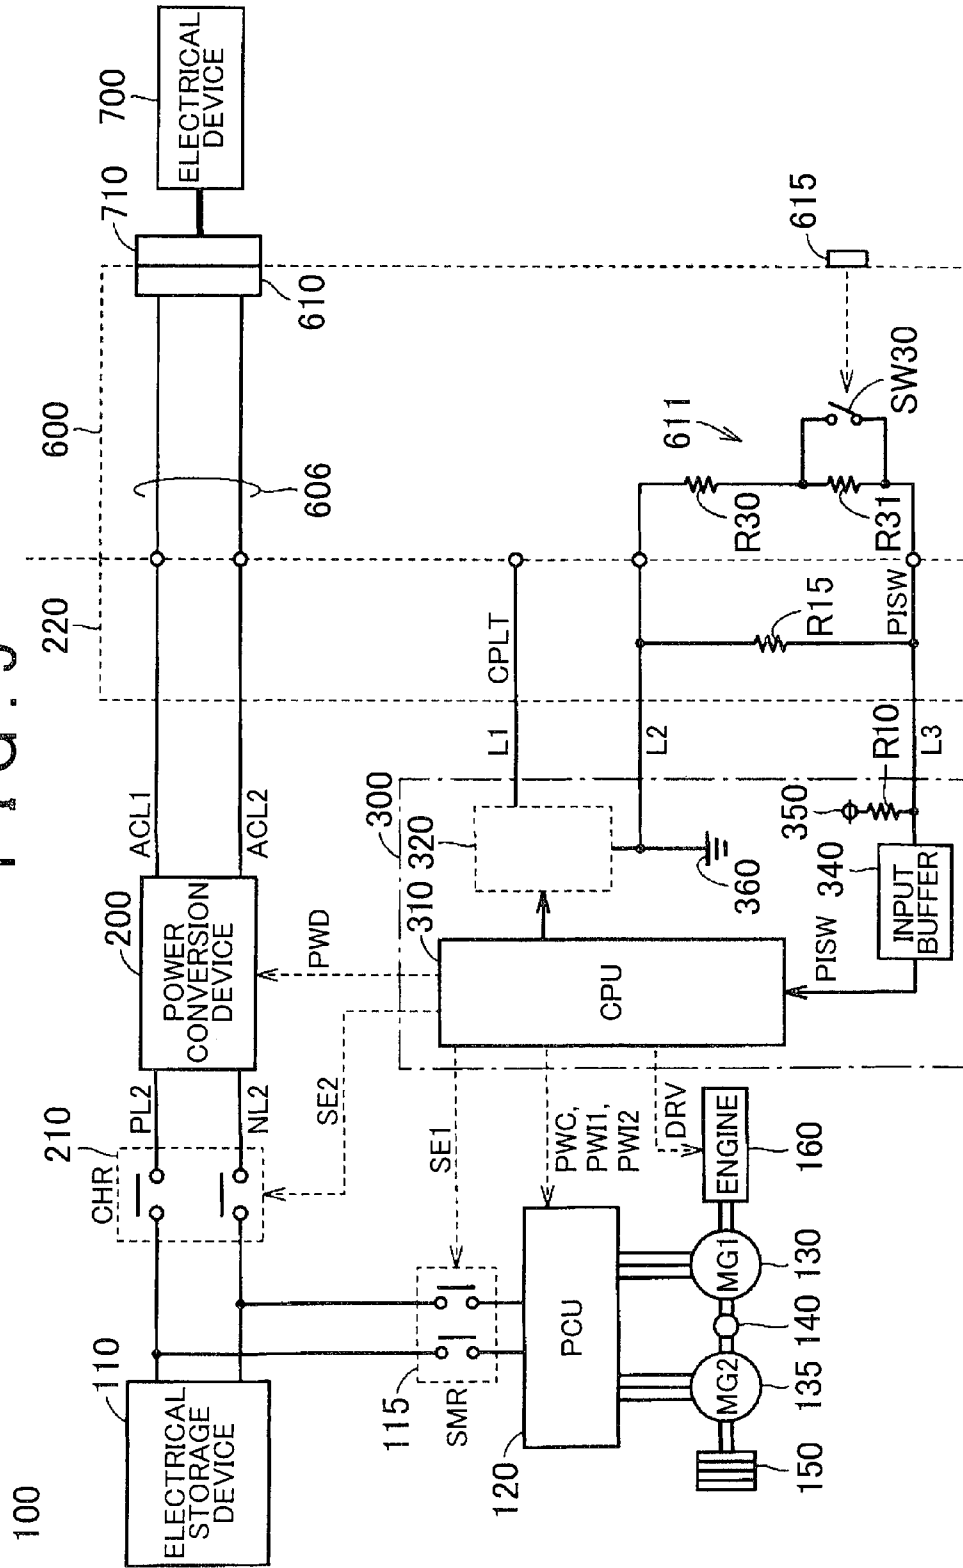 100
110
ELECTRICAL
STORAGE
DEVICE
CHR
210
PL2
NL2
200
POWER
CONVERSION
DEVICE
ACL1
ACL2
220
600
606
610
710
700
ELECTRICAL
DEVICE
SE2
PWD
115
SMR
SE1
310
CPU
300
320
L1
CPLT
120
PCU
PWC,
PWI1,
PWI2
DRV
360
L2
R15
R30
611
R31
SW30
615
PISW
150
MG2
135
140
MG1
130
ENGINE
160
PISW
340
INPUT
BUFFER
350
R10
L3